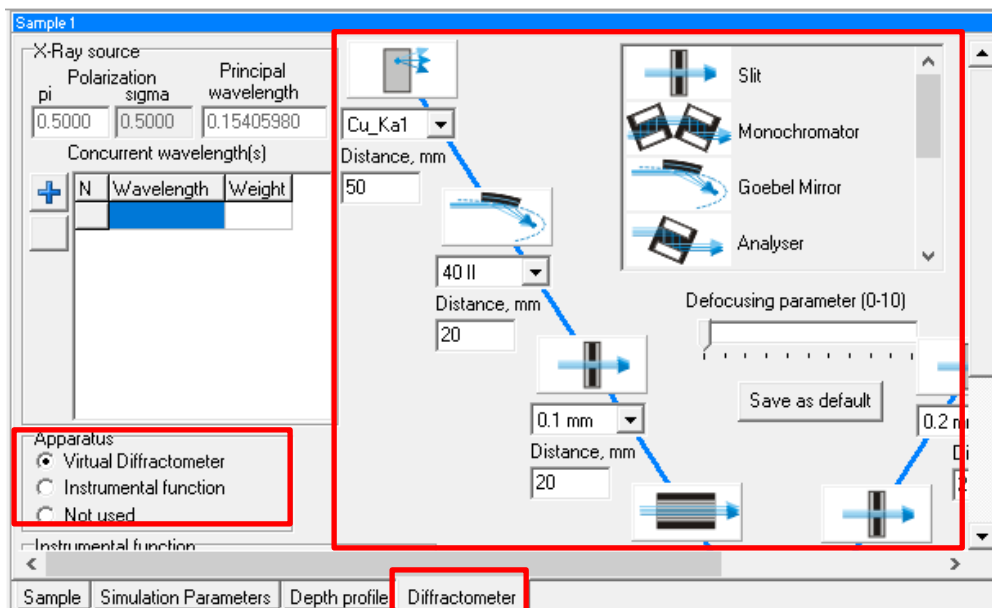 Sample 1
X-Ray source
Polarization
pi
sigma
Principal
wavelength
0.5000
0.5000
0.15405980
Concurrent wavelength(s)
N Wavelength Weight
Apparatus
Virtual Diffractometer
Instrumental function
Not used
Instrumental function
Cu_Ka1
Distance, mm
50
40 II
Distance, mm
20
0.1 mm
Distance, mm
20
Slit
Monochromator
Goebel Mirror
Analyser
Defocusing parameter (0-10)
Save as default
0.2
Sample
Simulation Parameters
Depth profile
Diffractometer